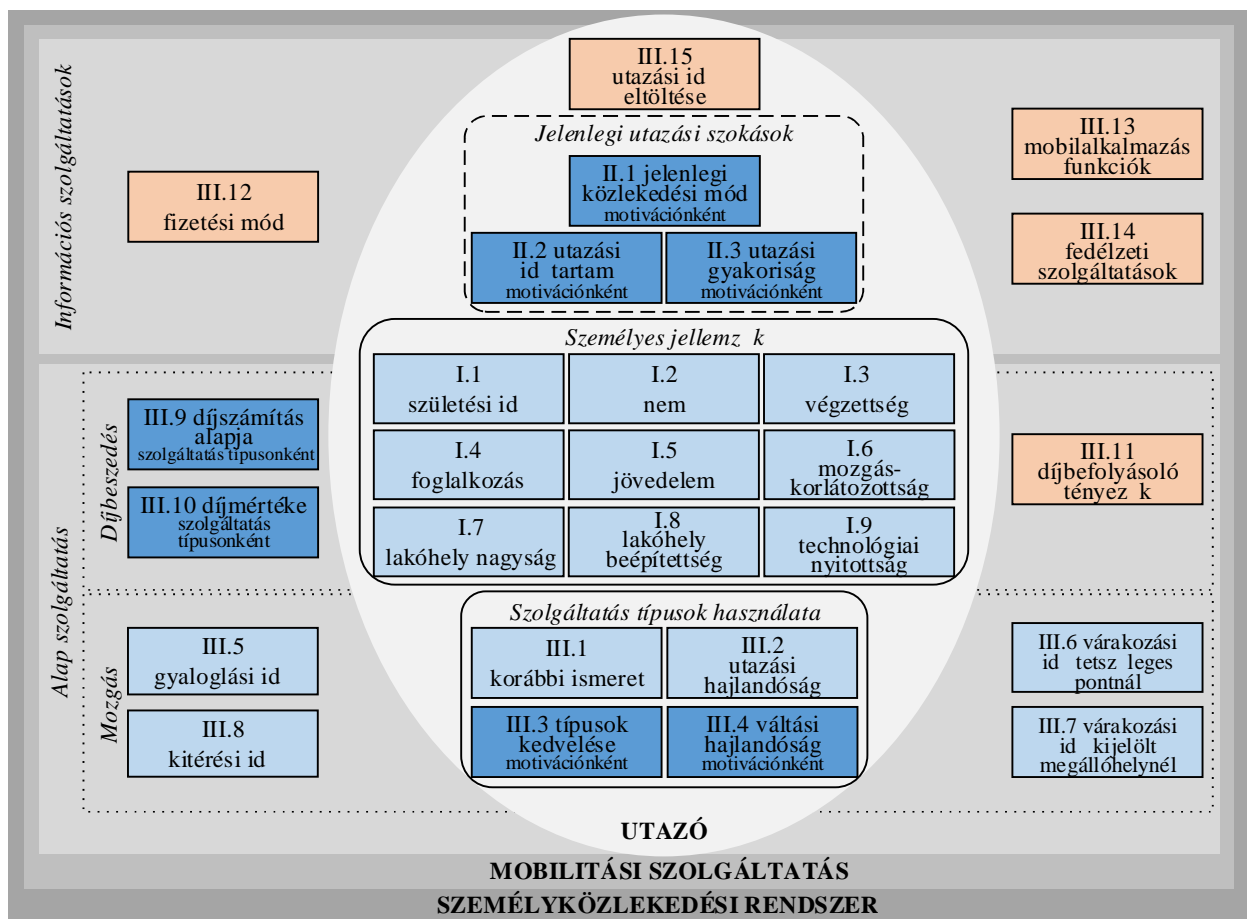 III.15
utazási id
eltöltése
Jelenlegi utazási szokások
II.1 jelenlegi
közlekedési mód
motivációnként
II.2 utazási
id tartam
motivációnként
II.3 utazási
gyakoriság
motivációnként
Információs szolgáltatások
III.12
fizetési mód
III.13
mobilalkalmazás
funkciók
III.14
fedélzeti
szolgáltatások
Személyes jellemz k
I.1
születési id
I.2
nem
I.3
végzettség
I.4
foglalkozás
I.5
jövedelem
I.6
mozgás-
korlátozottság
I.7
lakóhely nagyság
I.8
lakóhely
beépítettség
I.9
technológiai
nyitottság
Alap szolgáltatás
Díjbeszedés
III.9 díjszámítás
alapja
szolgáltatás típusonként
III.10 díjmértéke
szolgáltatás
típusonként
III.11
díjbefolyásoló
tényez k
Mozgás
III.5
gyaloglási id
III.8
kitérési id
Szolgáltatás típusok használata
III.1
korábbi ismeret
III.2
utazási
hajlandóság
III.3 típusok
kedvelése
motivációnként
III.4 váltási
hajlandóság
motivációnként
III.6 várakozási
id tetsz leges
pontnál
III.7 várakozási
id kijelölt
megállóhelynél
UTAZÓ
MOBILITÁSI SZOLGÁLTATÁS
SZEMÉLYKÖZLEKEDÉSI RENDSZER